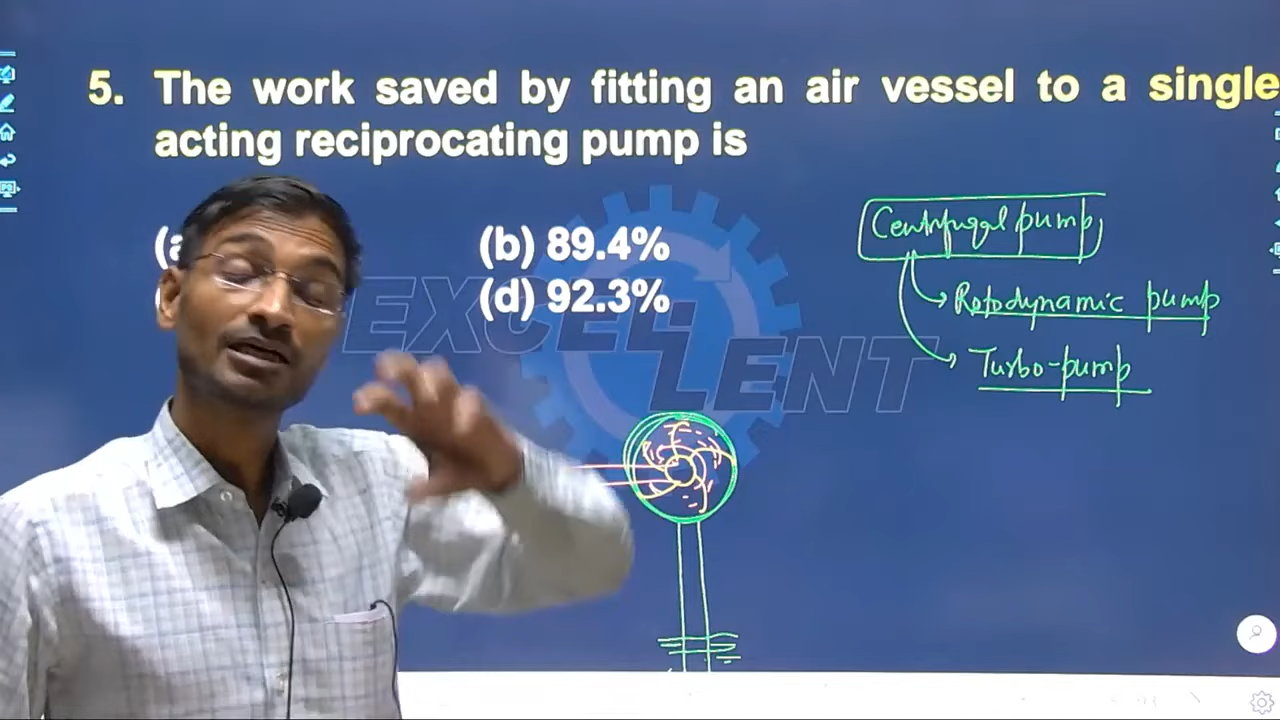 5. The work saved by fitting an air vessel to a single
acting reciprocating pump is
(b) 89.4%
(d) 92.3%
EXCELLENT
Centrifugal pump
Rotodynamic pump
Turbo-pump